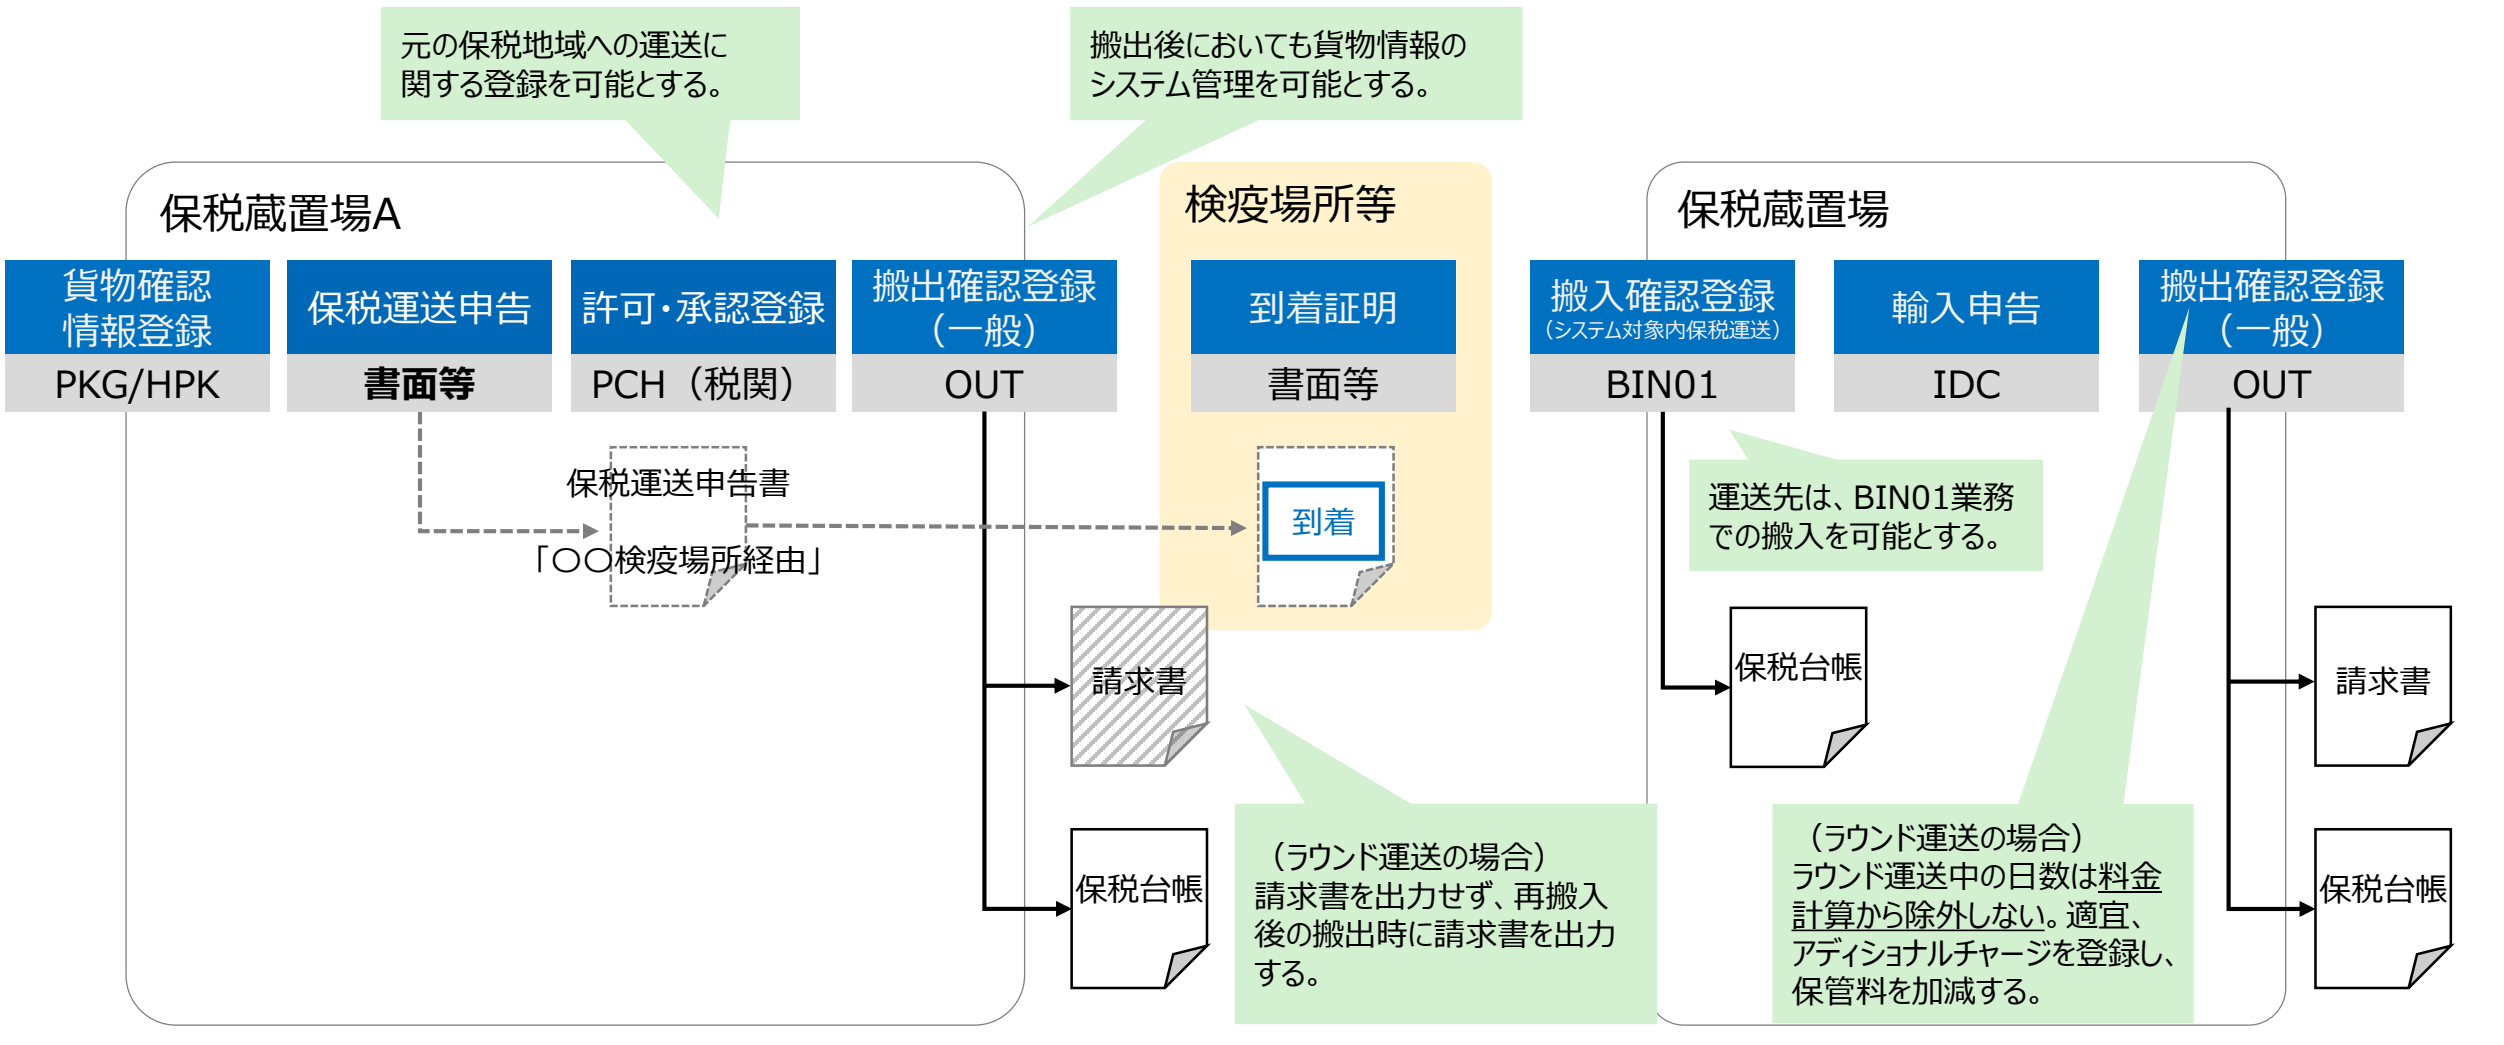 元の保税地域への運送に
関する登録を可能とする。
搬出後においても貨物情報の
システム管理を可能とする。
保税蔵置場A
検疫場所等
保税蔵置場
貨物確認
情報登録
PKG/HPK
保税運送申告
書面等
許可・承認登録
PCH（税関）
搬出確認登録
（一般）
OUT
到着証明
書面等
搬入確認登録
（システム対象内保税運送）
BIN01
輸入申告
IDC
搬出確認登録
（一般）
OUT
保税運送申告書
「〇〇検疫場所経由」
到着
運送先は、BIN01業務
での搬入を可能とする。
請求書
保税台帳
保税台帳
請求書
保税台帳
（ラウンド運送の場合）
請求書を出力せず、再搬入
後の搬出時に請求書を出力
する。
（ラウンド運送の場合）
ラウンド運送中の日数は料金
計算から除外しない。適宜、
アディショナルチャージを登録し、
保管料を加減する。